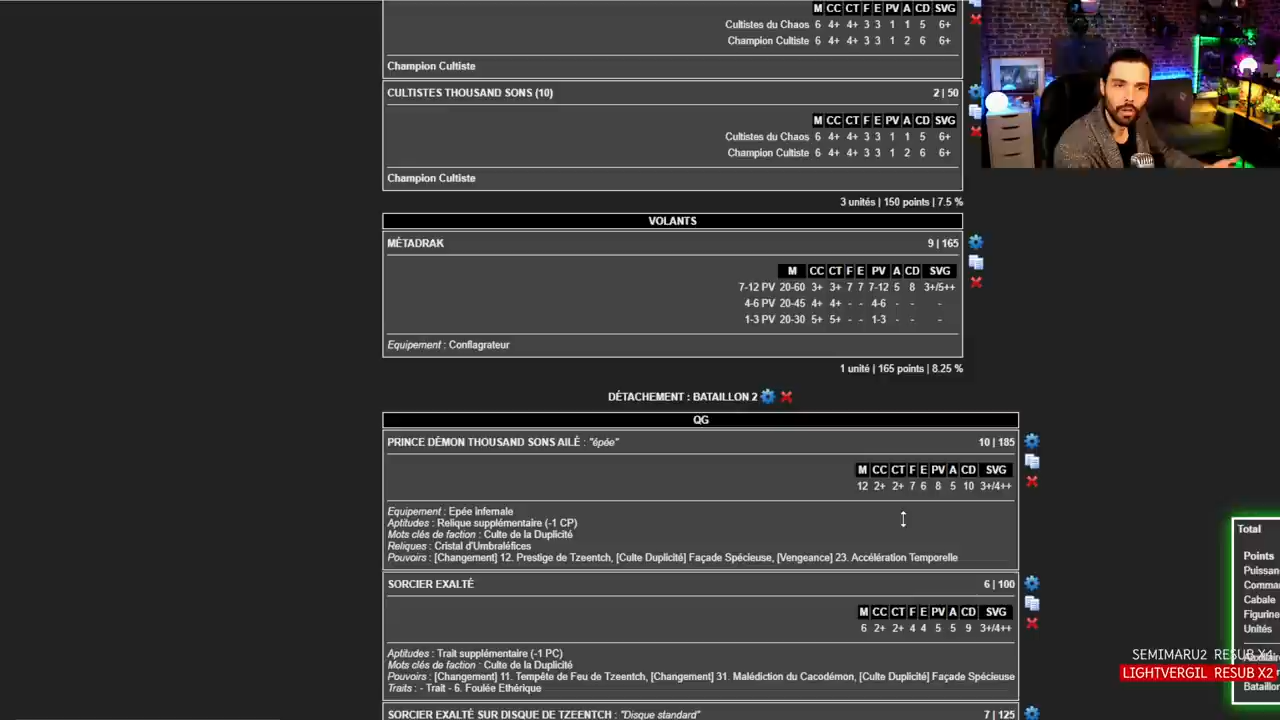 M CC CT F E PV A CD SVG
Cultistes du Chaos 6 4+ 4+ 3 3 1 1 5 6+
Champion Cultiste 6 4+ 4+ 3 3 1 2 6 6+
Champion Cultiste
CULTISTES THOUSAND SONS (10) 2 | 50
M CC CT F E PV A CD SVG
Cultistes du Chaos 6 4+ 4+ 3 3 1 1 5 6+
Champion Cultiste 6 4+ 4+ 3 3 1 2 6 6+
Champion Cultiste
3 unités | 150 points | 7.5 %
VOLANTS
MÉTADRAK 9 | 165
M CC CT F E PV A CD SVG
7-12 PV 20-60 3+ 3+ 7 7 7-12 5 8 3+/5++
4-6 PV 20-45 4+ 4+ - - 4-6 - - -
1-3 PV 20-30 5+ 5+ - - 1-3 - - -
Equipement : Conflagrateur
1 unité | 165 points | 8.25 %
DÉTACHEMENT : BATAILLON 2
QG
PRINCE DÉMON THOUSAND SONS AILÉ : "épée" 10 | 185
M CC CT F E PV A CD SVG
12 2+ 2+ 7 6 8 5 10 3+/4++
Equipement : Epée infernale
Aptitudes : Relique supplémentaire (-1 CP)
Mots clés de faction : Culte de la Duplicité
Reliques : Cristal d'Umbraléfices
Pouvoirs : [Changement] 12. Prestige de Tzeentch, [Culte Duplicité] Façade Spécieuse, [Vengeance] 23. Accélération Temporelle
SORCIER EXALTÉ 6 | 100
M CC CT F E PV A CD SVG
6 2+ 2+ 4 4 5 5 9 3+/4++
Aptitudes : Trait supplémentaire (-1 PC)
Mots clés de faction : Culte de la Duplicité
Pouvoirs : [Changement] 11. Tempête de Feu de Tzeentch, [Changement] 31. Malédiction du Cacodémon, [Culte Duplicité] Façade Spécieuse
Traits : - Trait - 6. Foulée Ethérique
SORCIER EXALTÉ SUR DISQUE DE TZEENTCH : "Disque standard" 7 | 125
Total
Points
Puissan
Comma
Cabale
Figurine
Unités
Bataillo
SEMIMARU2 RESUB X4
LIGHTVERGIL RESUB X2